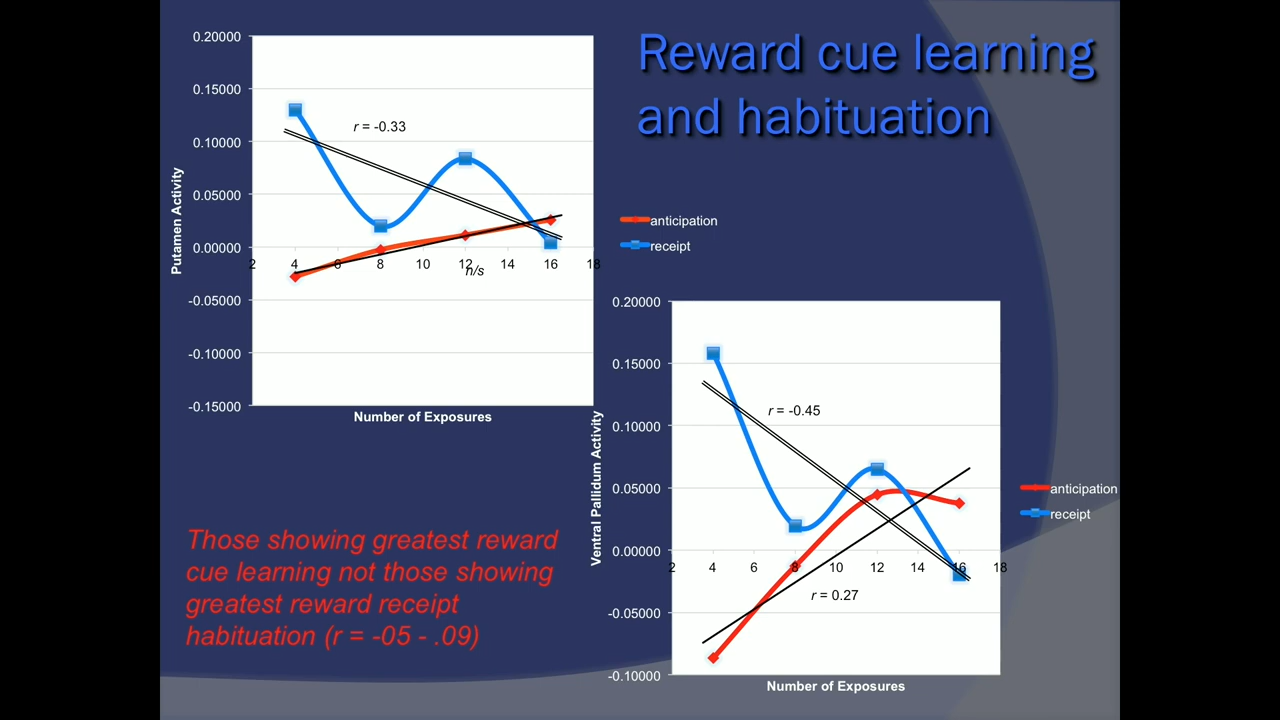 Reward cue learning
and habituation
0.20000
0.15000
0.10000
0.05000
0.00000
-0.05000
-0.10000
-0.15000
Putamen Activity
r = -0.33
2 4 6 8 10 12 14 16 18
n/s
Number of Exposures
anticipation
receipt
0.20000
0.15000
0.10000
0.05000
0.00000
-0.05000
-0.10000
Ventral Pallidum Activity
r = -0.45
2 4 6 8 10 12 14 16 18
r = 0.27
Number of Exposures
anticipation
receipt
Those showing greatest reward
cue learning not those showing
greatest reward receipt
habituation (r = -05 - .09)